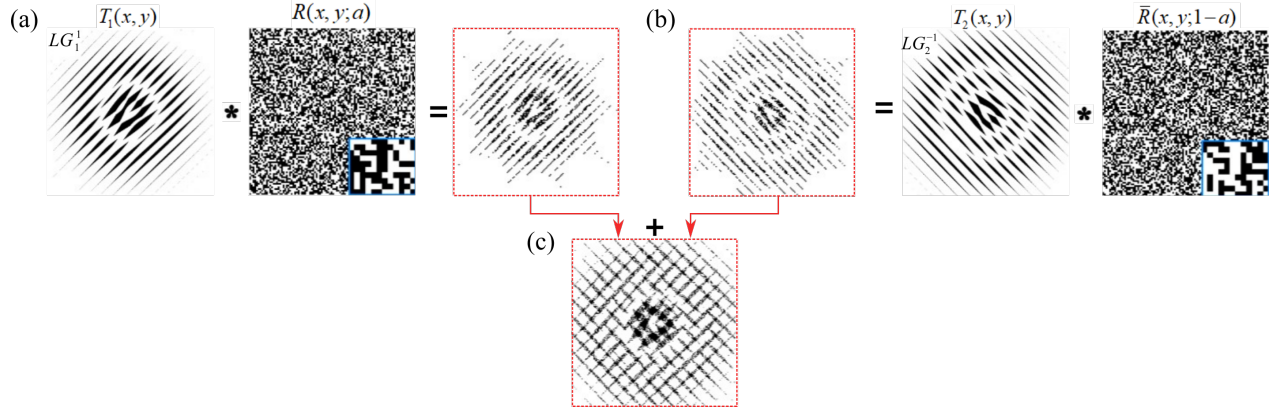 (a)
T₁(x, y)
R(x, y;a)
(b)
T₂(x, y)
R̅(x, y;1−a)
LG₁¹
*
=
=
LG₂⁻¹
*
+
(c)